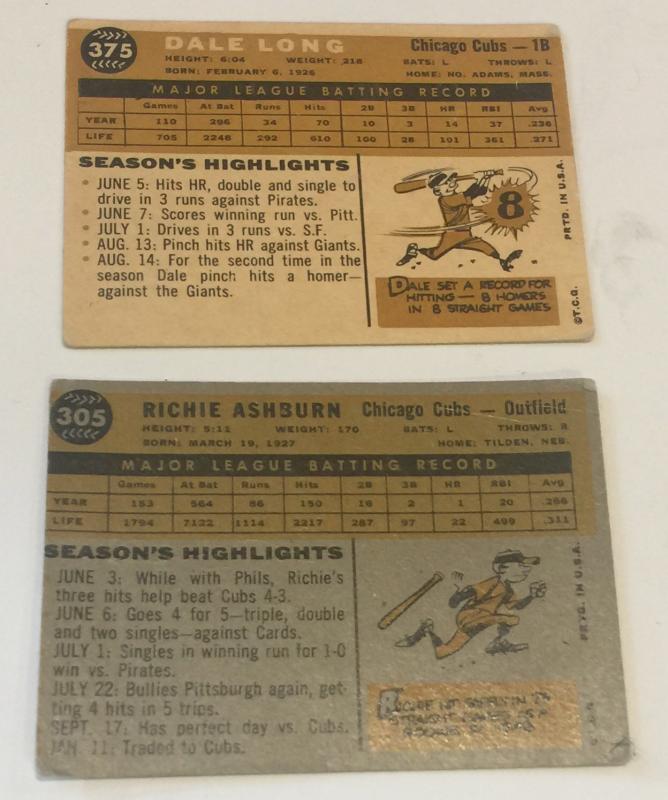 375
DALE LONG Chicago Cubs — 1B
HEIGHT: 6:04 WEIGHT: 218 BATS: L THROWS: L
BORN: FEBRUARY 6, 1926 HOME: NO. ADAMS, MASS.
MAJOR LEAGUE BATTING RECORD
Games At Bat Runs Hits 2B 3B HR RBI Avg
YEAR 110 296 34 70 10 3 14 37 .236
LIFE 705 2248 292 610 100 28 101 361 .271
SEASON'S HIGHLIGHTS
• JUNE 5: Hits HR, double and single to
drive in 3 runs against Pirates.
• JUNE 7: Scores winning run vs. Pitt.
• JULY 1: Drives in 3 runs vs. S.F.
• AUG. 13: Pinch hits HR against Giants.
• AUG. 14: For the second time in the
season Dale pinch hits a homer—
against the Giants.
8
DALE SET A RECORD FOR
HITTING — 8 HOMERS
IN 8 STRAIGHT GAMES
©T.C.G. PRTD. IN U.S.A.
305
RICHIE ASHBURN Chicago Cubs — Outfield
HEIGHT: 5:11 WEIGHT: 170 BATS: L THROWS: R
BORN: MARCH 19, 1927 HOME: TILDEN, NEB.
MAJOR LEAGUE BATTING RECORD
Games At Bat Runs Hits 2B 3B HR RBI Avg
YEAR 153 564 86 150 16 2 1 20 .266
LIFE 1794 7122 1114 2217 287 97 22 499 .311
SEASON'S HIGHLIGHTS
JUNE 3: While with Phils, Richie's
three hits help beat Cubs 4-3.
JUNE 6: Goes 4 for 5—triple, double
and two singles—against Cards.
JULY 1: Singles in winning run for 1-0
win vs. Pirates.
JULY 22: Bullies Pittsburgh again, get-
ting 4 hits in 5 trips.
SEPT. 17: Has perfect day vs. Cubs.
JAN. 11: Traded to Cubs.
HIT SAFELY IN
STRAIGHT GAMES
PRTD. IN U.S.A.